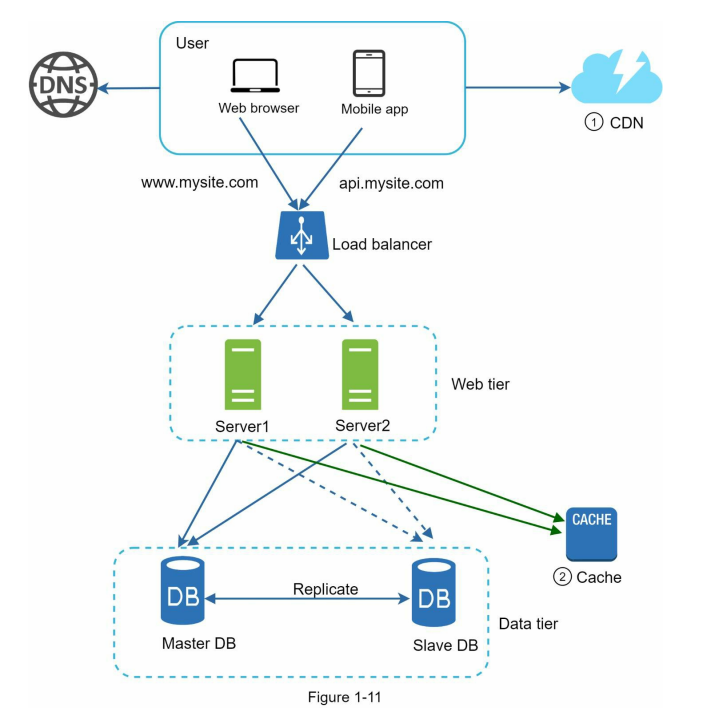 User
DNS
Web browser
Mobile app
1 CDN
www.mysite.com
api.mysite.com
Load balancer
Web tier
Server1
Server2
CACHE
2 Cache
DB
Replicate
DB
Master DB
Slave DB
Data tier
Figure 1-11